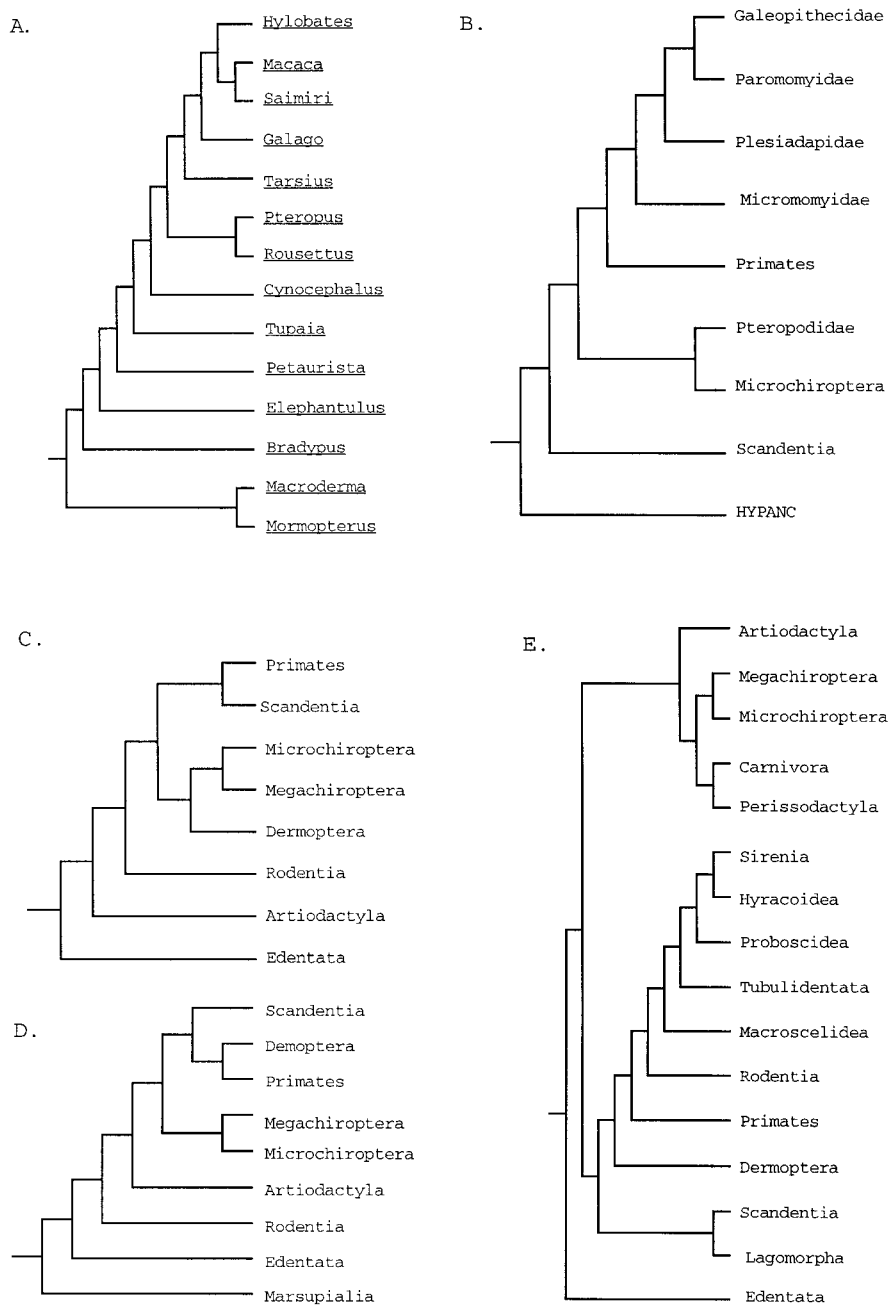 A.
Hylobates
Macaca
Saimiri
Galago
Tarsius
Pteropus
Rousettus
Cynocephalus
Tupaia
Petaurista
Elephantulus
Bradypus
Macroderma
Mormopterus
B.
Galeopithecidae
Paromomyidae
Plesiadapidae
Micromomyidae
Primates
Pteropodidae
Microchiroptera
Scandentia
HYPANC
C.
Primates
Scandentia
Microchiroptera
Megachiroptera
Dermoptera
Rodentia
Artiodactyla
Edentata
D.
Scandentia
Demoptera
Primates
Megachiroptera
Microchiroptera
Artiodactyla
Rodentia
Edentata
Marsupialia
E.
Artiodactyla
Megachiroptera
Microchiroptera
Carnivora
Perissodactyla
Sirenia
Hyracoidea
Proboscidea
Tubulidentata
Macroscelidea
Rodentia
Primates
Dermoptera
Scandentia
Lagomorpha
Edentata